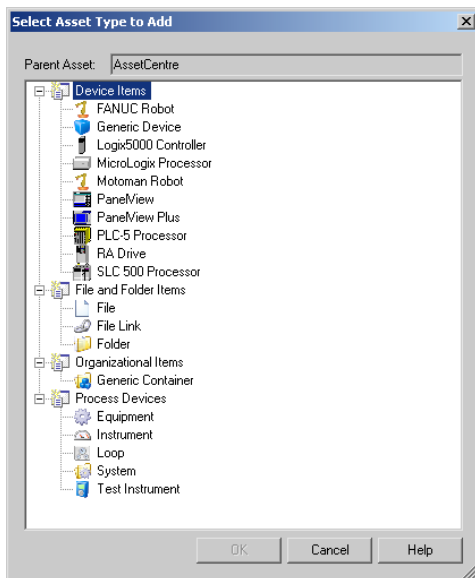 Select Asset Type to Add
Parent Asset: AssetCentre
Device Items
FANUC Robot
Generic Device
Logix5000 Controller
MicroLogix Processor
Motoman Robot
PanelView
PanelView Plus
PLC-5 Processor
RA Drive
SLC 500 Processor
File and Folder Items
File
File Link
Folder
Organizational Items
Generic Container
Process Devices
Equipment
Instrument
Loop
System
Test Instrument
OK Cancel Help